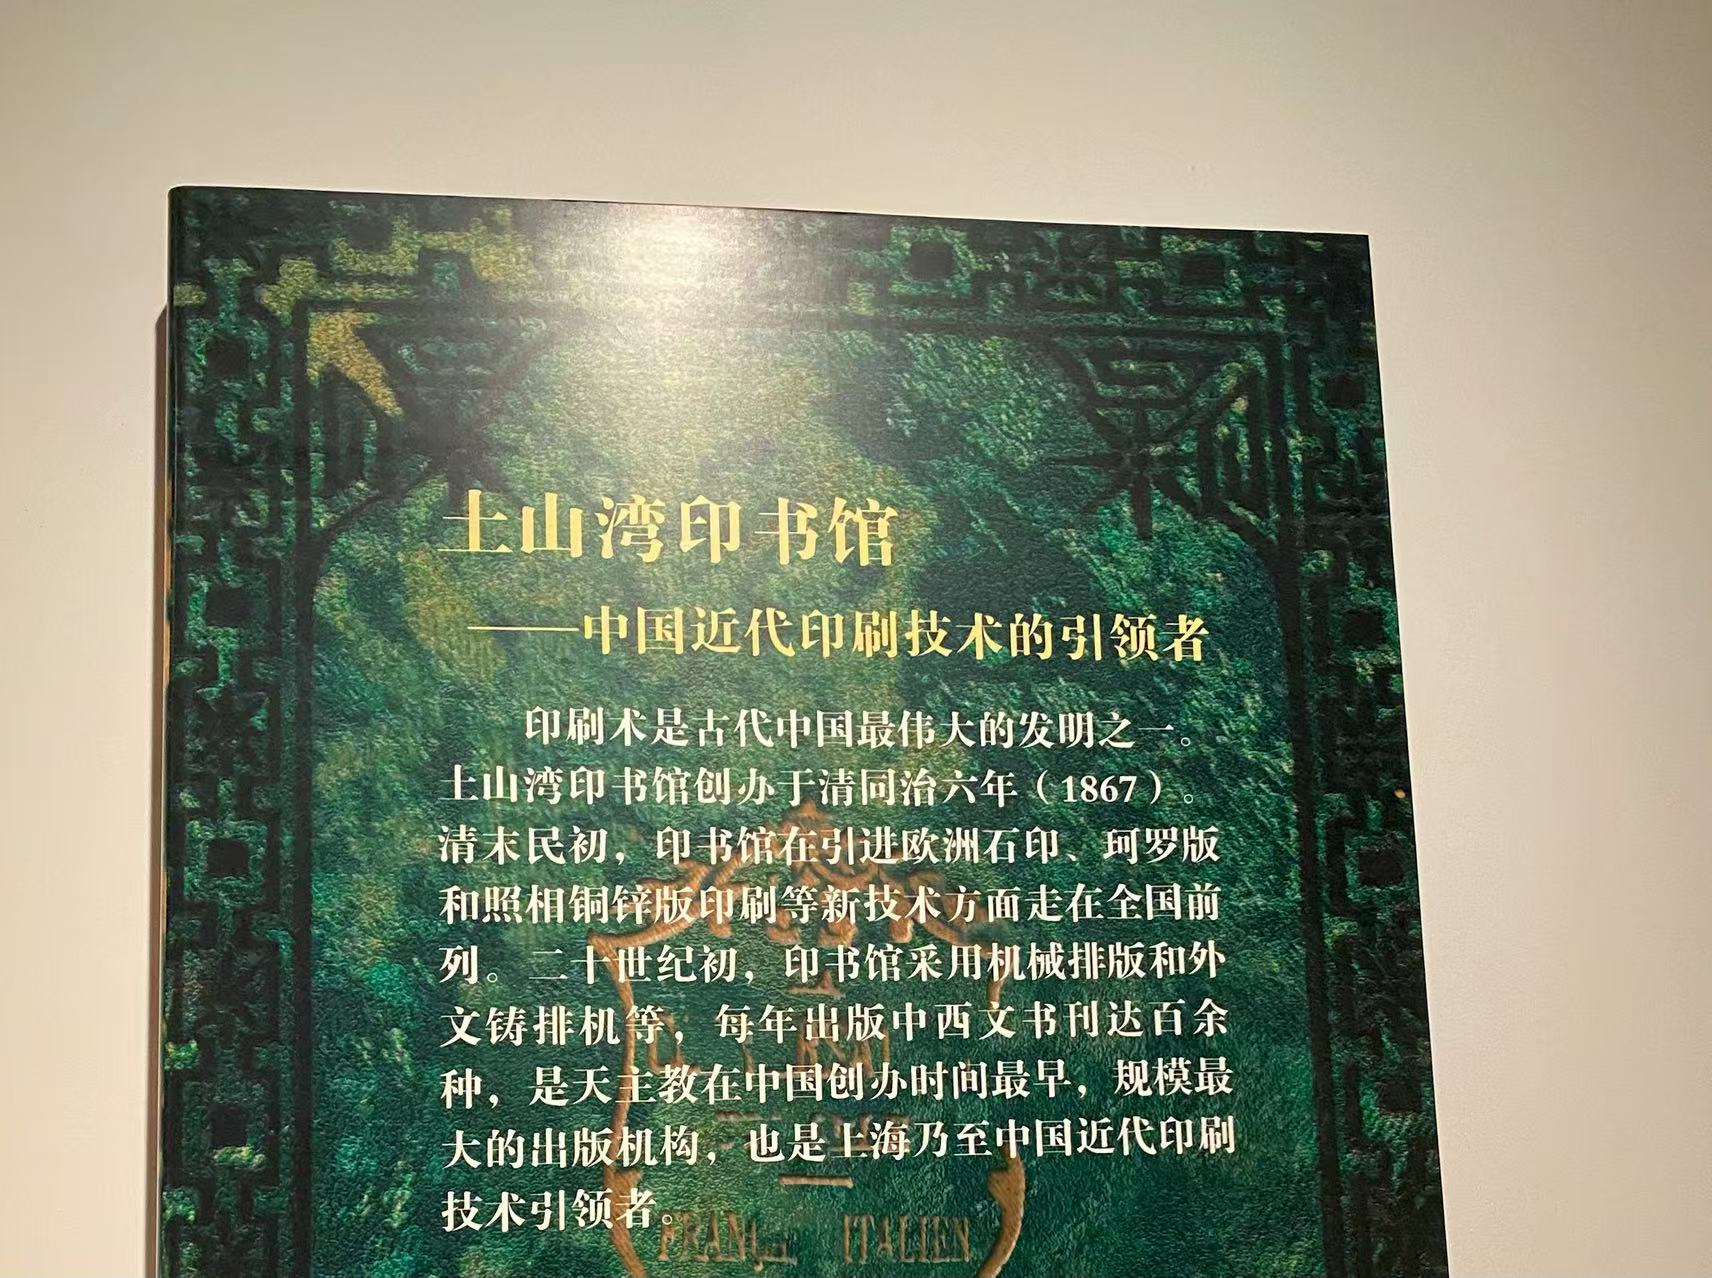 土山湾印书馆
——中国近代印刷技术的引领者
印刷术是古代中国最伟大的发明之一。
土山湾印书馆创办于清同治六年（1867）。
清末民初，印书馆在引进欧洲石印、珂罗版
和照相铜锌版印刷等新技术方面走在全国前
列。二十世纪初，印书馆采用机械排版和外
文铸排机等，每年出版中西文书刊达百余
种，是天主教在中国创办时间最早，规模最
大的出版机构，也是上海乃至中国近代印刷
技术引领者。
ITALIEN